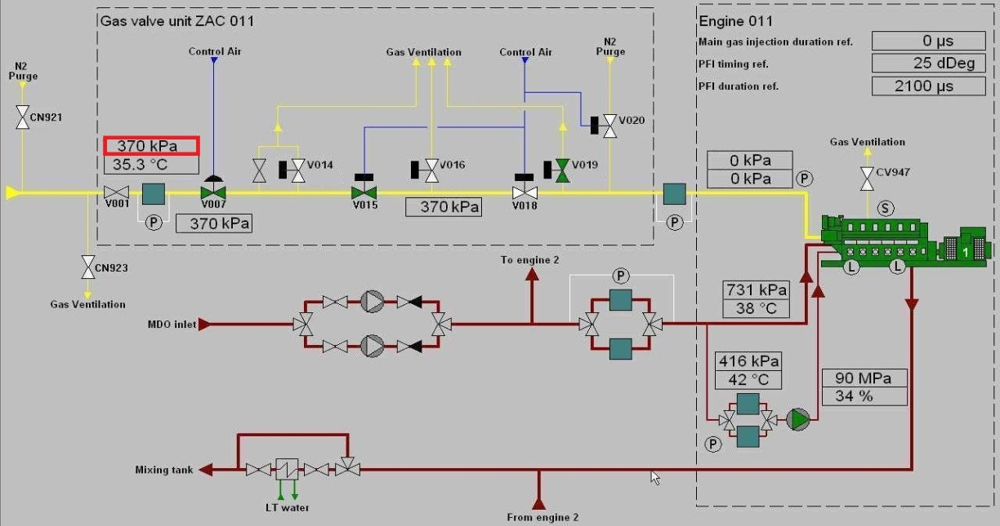 Gas valve unit ZAC 011
Engine 011
Main gas injection duration ref.
0 µs
PFI timing ref.
25 dDeg
PFI duration ref.
2100 µs
N2
Purge
Control Air
Gas Ventilation
Control Air
N2
Purge
CN921
V020
370 kPa
35.3 °C
V014
V016
V019
0 kPa
0 kPa
P
Gas Ventilation
CV947
V001
P
V007
370 kPa
V015
370 kPa
V018
P
S
1
L
L
CN923
Gas Ventilation
To engine 2
P
731 kPa
38 °C
MDO inlet
416 kPa
42 °C
90 MPa
34 %
P
Mixing tank
LT water
From engine 2